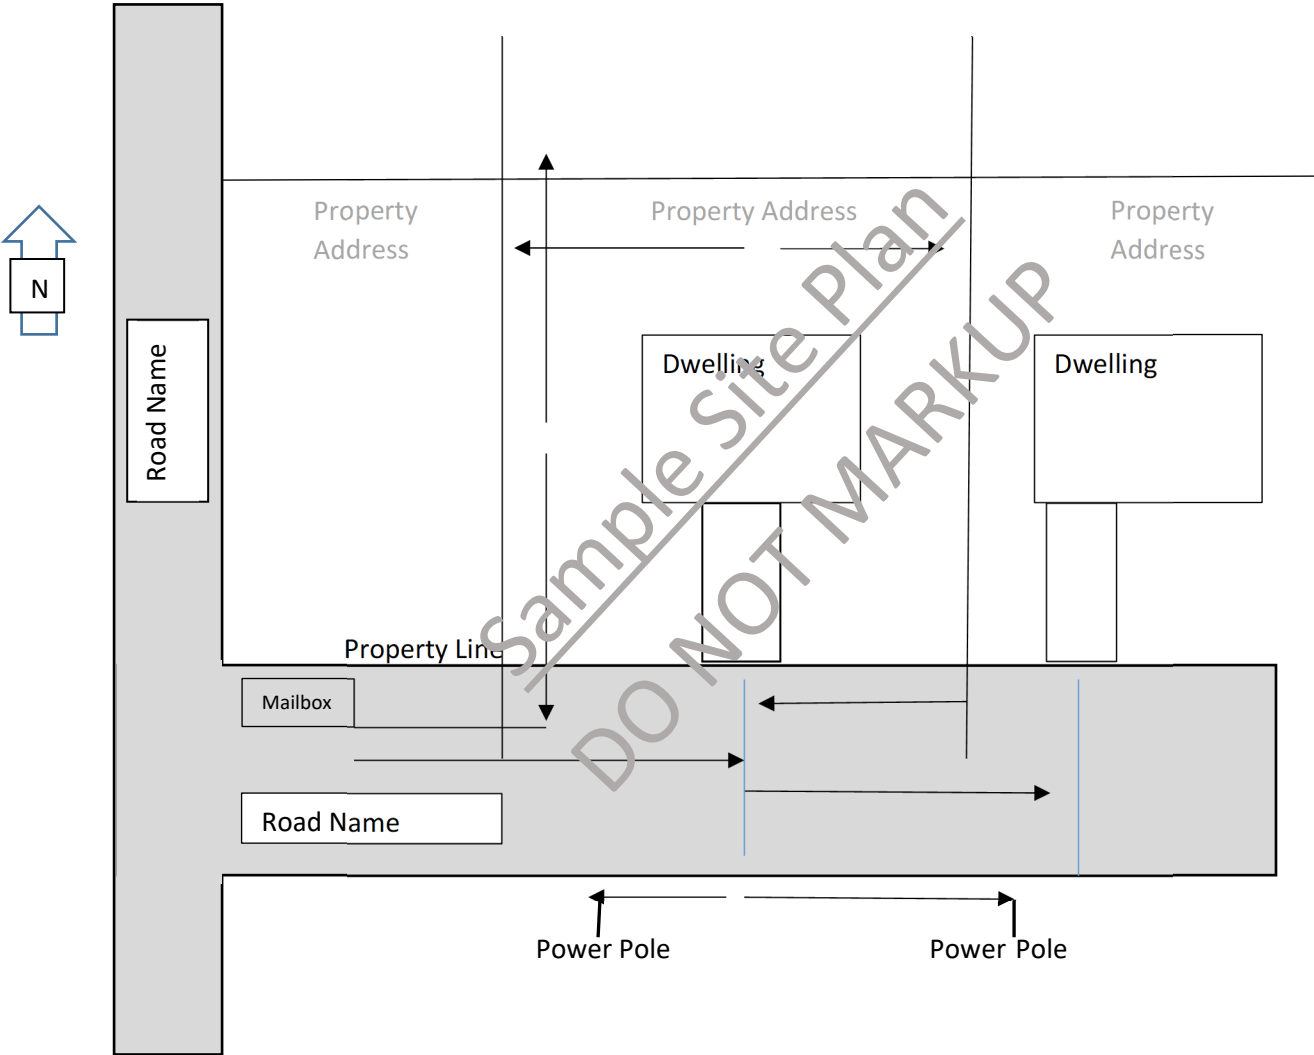 Property
Address
Property Address
Property
Address
N
Road Name
Dwelling
Dwelling
Sample Site Plan
DO NOT MARKUP
Property Line
Mailbox
Road Name
Power Pole
Power Pole